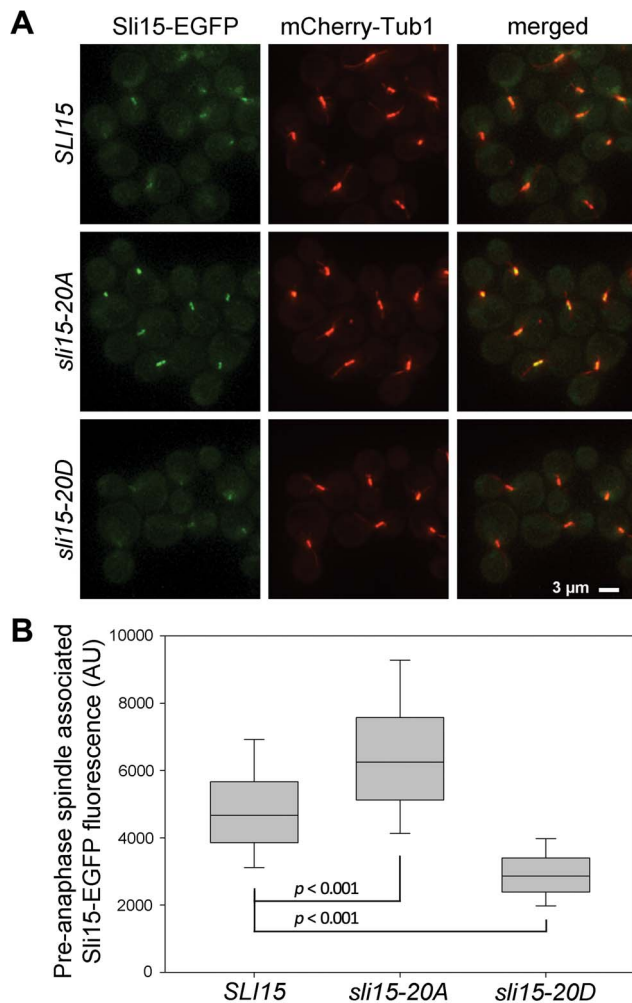 A
Sli15-EGFP
mCherry-Tub1
merged
SLI15
sli15-20A
sli15-20D
3 µm
B
Pre-anaphase spindle associated
Sli15-EGFP fluorescence (AU)
10000
8000
6000
4000
2000
0
p < 0.001
p < 0.001
SLI15
sli15-20A
sli15-20D